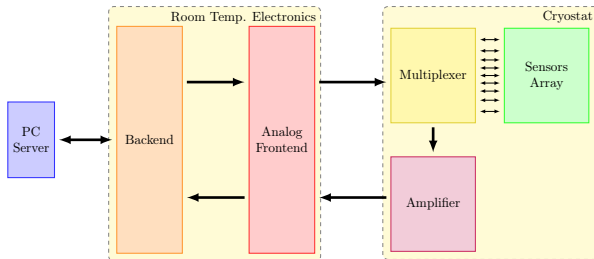 Room Temp. Electronics
Cryostat
PC
Server
Backend
Analog
Frontend
Multiplexer
Sensors
Array
Amplifier